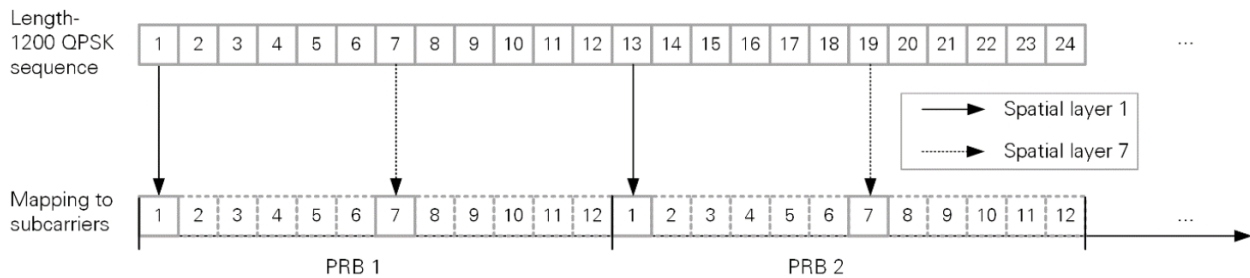 Length-
1200 QPSK
sequence
1 2 3 4 5 6 7 8 9 10 11 12 13 14 15 16 17 18 19 20 21 22 23 24 ...
Spatial layer 1
Spatial layer 7
Mapping to
subcarriers
1 2 3 4 5 6 7 8 9 10 11 12 1 2 3 4 5 6 7 8 9 10 11 12 ...
PRB 1 PRB 2